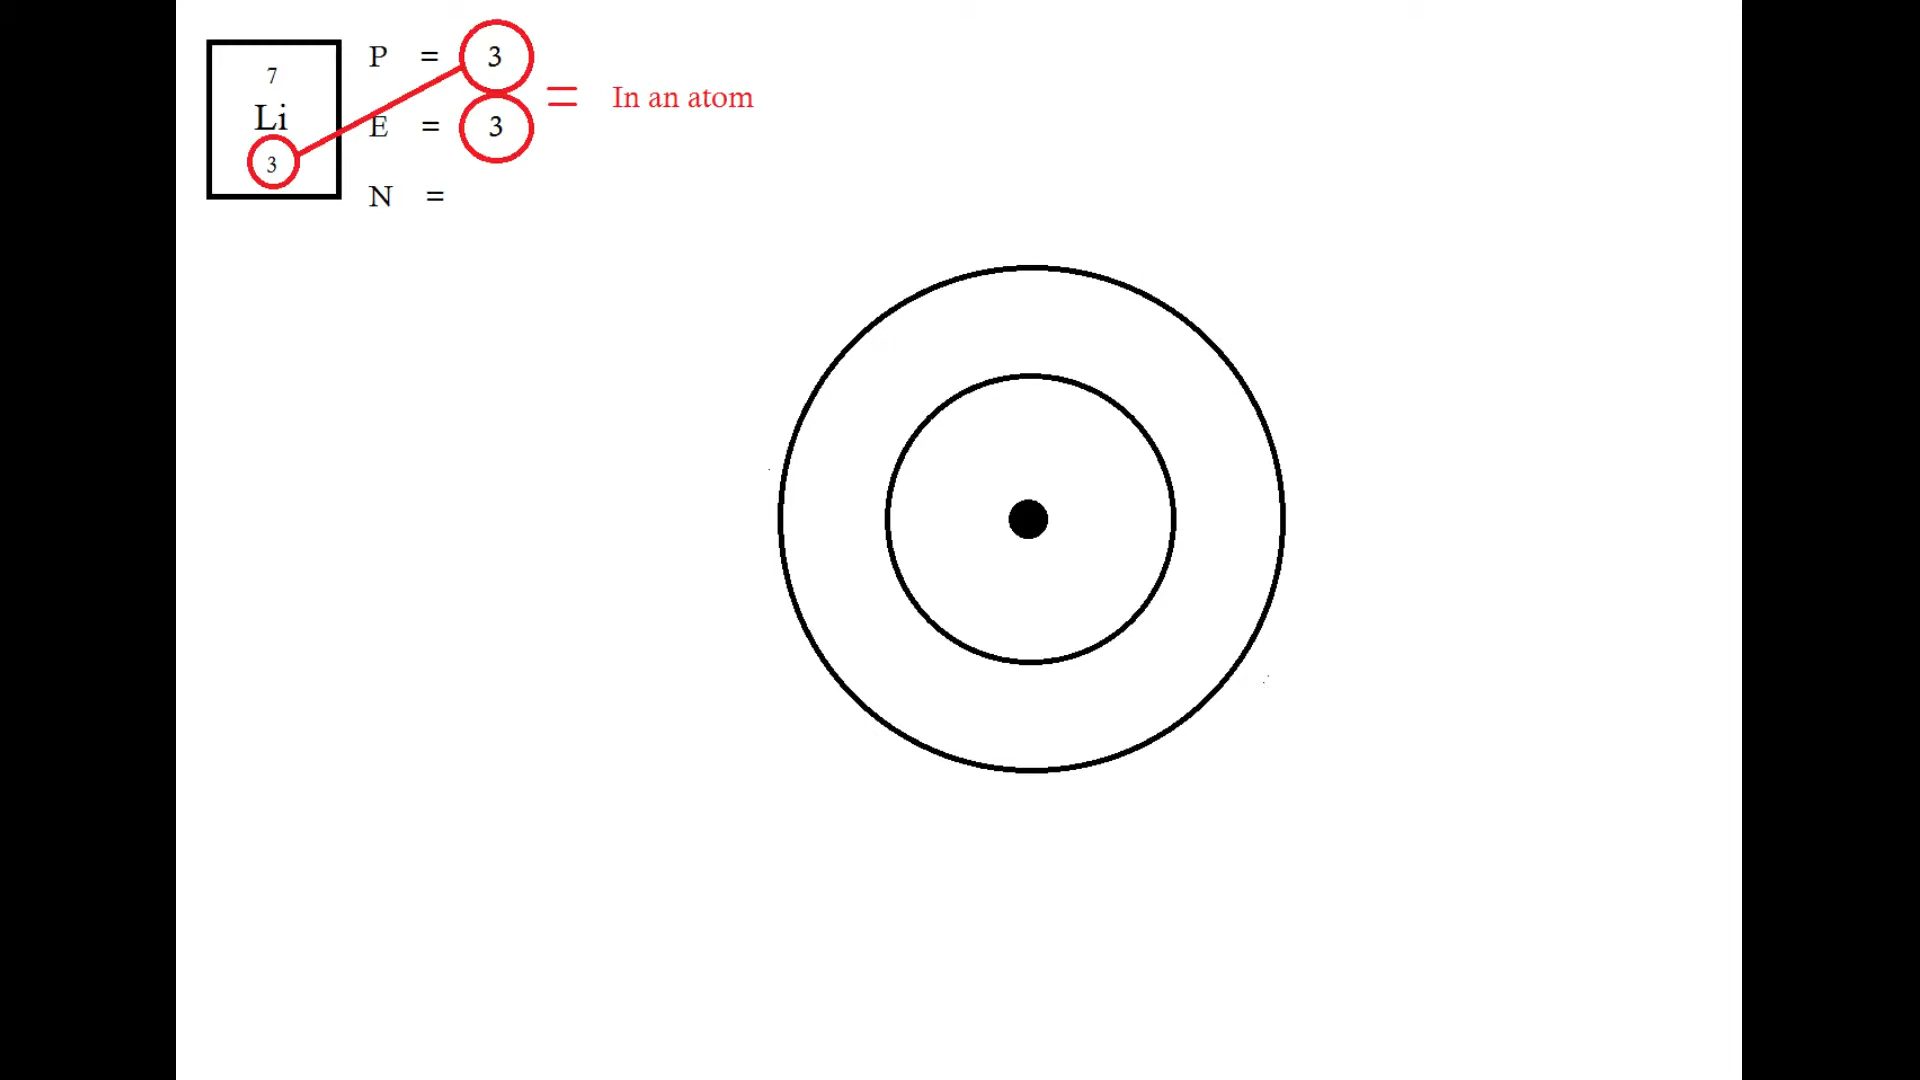 7
Li
3
P = 3
E = 3
= In an atom
N =